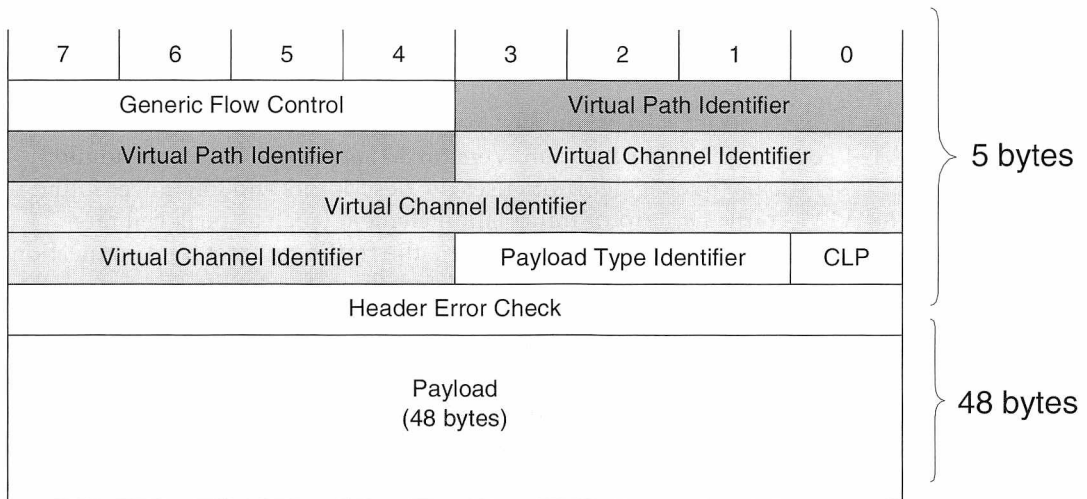 7 6 5 4 3 2 1 0
Generic Flow Control Virtual Path Identifier
Virtual Path Identifier Virtual Channel Identifier
Virtual Channel Identifier
Virtual Channel Identifier Payload Type Identifier CLP
Header Error Check
Payload
(48 bytes)
5 bytes
48 bytes